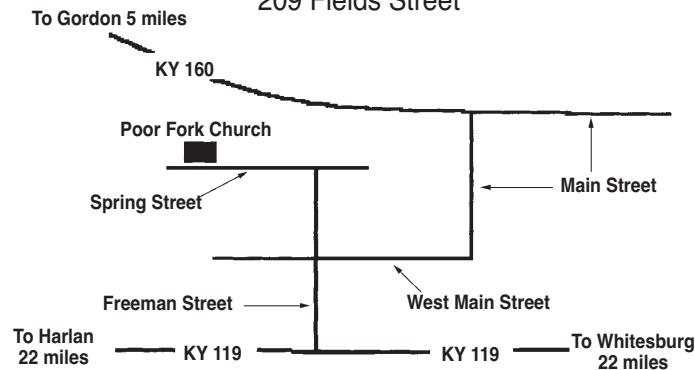 209 Fields Street
To Gordon 5 miles
KY 160
Poor Fork Church
Spring Street
Main Street
Freeman Street
West Main Street
To Harlan
22 miles
KY 119
KY 119
To Whitesburg
22 miles